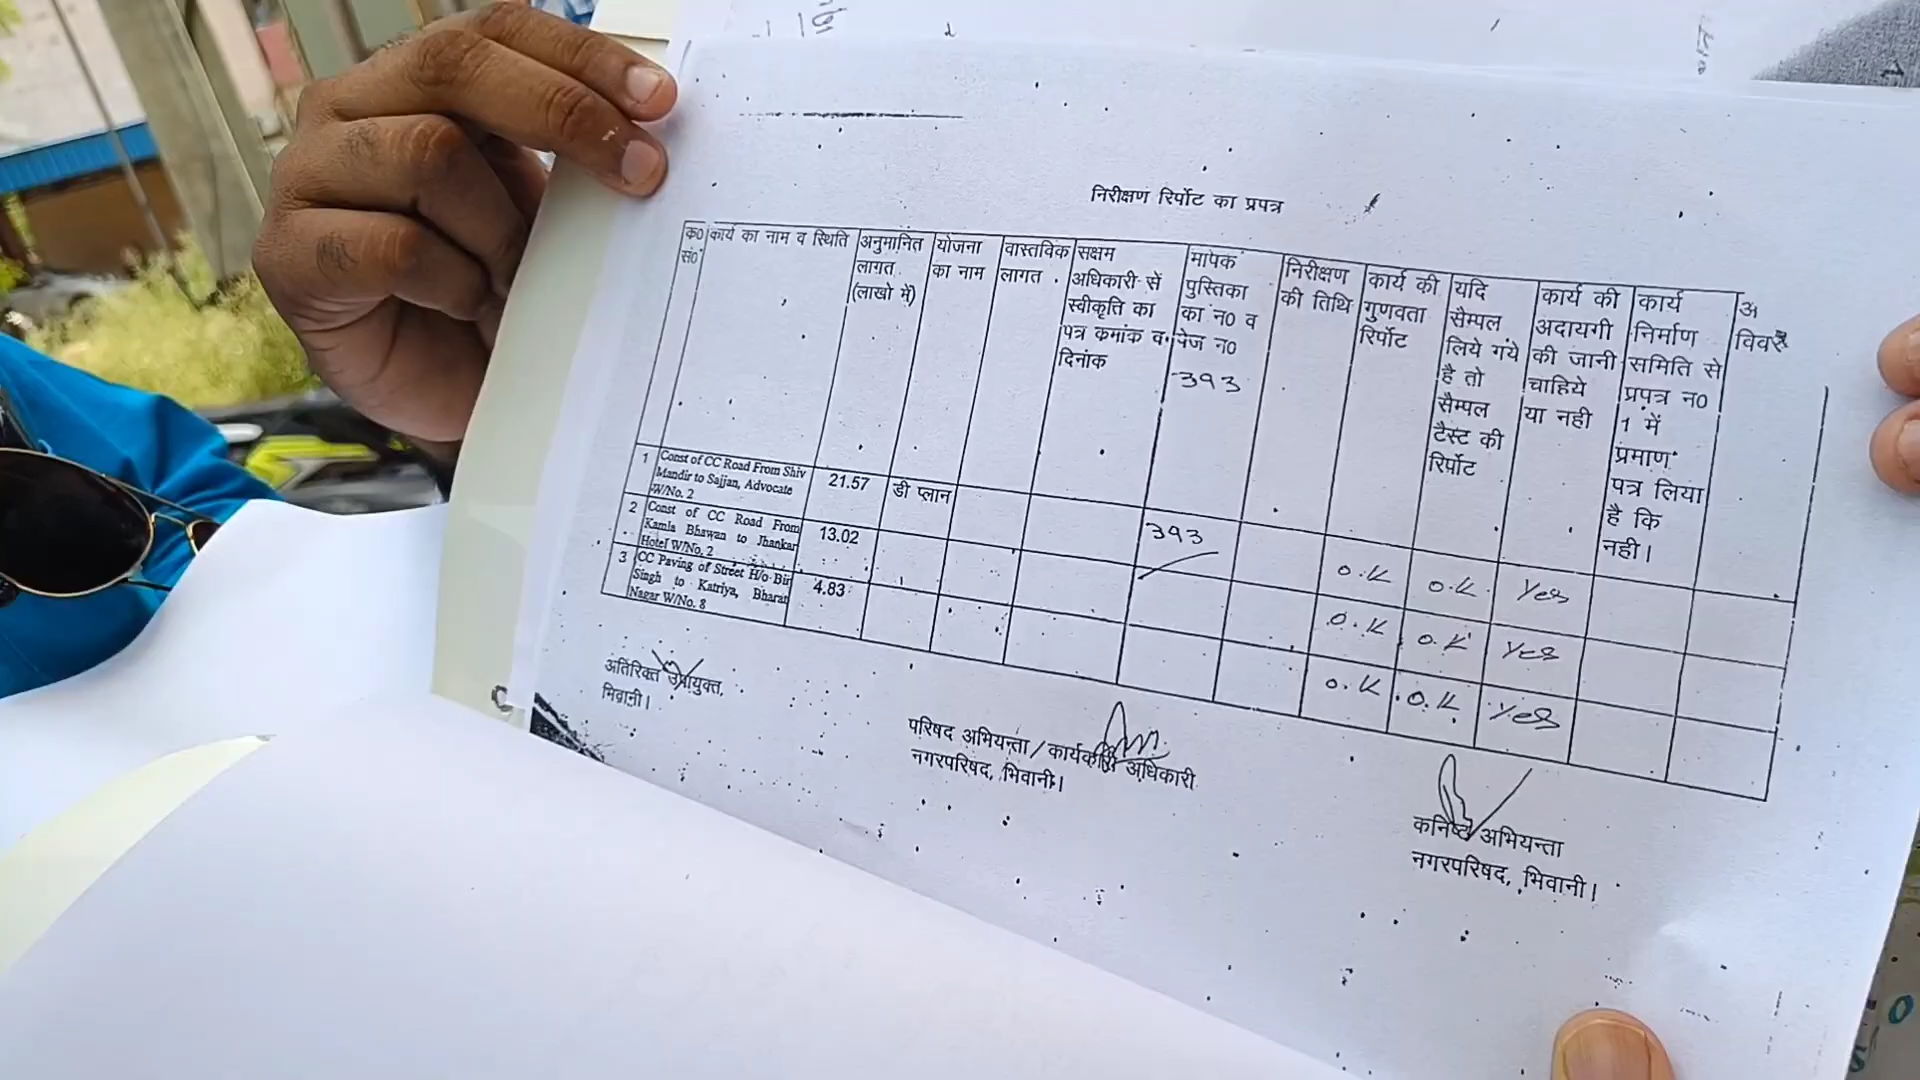 निरीक्षण रिर्पोट का प्रपत्र
क0 सं0
कार्य का नाम व स्थिति
अनुमानित लागत (लाखो में)
योजना का नाम
वास्तविक लागत
सक्षम अधिकारी से स्वीकृति का पत्र कमांक व दिनांक
मापक पुस्तिका का न0 व पेज न0
393
निरीक्षण की तिथि
कार्य की गुणवता रिर्पोट
यदि सैम्पल लिये गये है तो सैम्पल टैस्ट की रिर्पोट
कार्य की अदायगी की जानी चाहिये या नही
कार्य निर्माण समिति से प्रपत्र न0 1 में प्रमाण पत्र लिया है कि नही।
1
Const of CC Road From Shiv
Mandir to Sajjan, Advocate
W/No. 2
21.57
डी प्लान
393
O.K
O.K
Yes
2
Const of CC Road From
Kamla Bhawan to Jhankar
Hotel W/No. 2
13.02
O.K
O.K
Yes
3
CC Paving of Street H/o Bir
Singh to Katriya, Bharat
Nagar W/No. 8
4.83
O.K
O.K
Yes
अतिरिक्त उपायुक्त,
भिवानी।
परिषद अभियन्ता/कार्यकारी अधिकारी
नगरपरिषद, भिवानी।
कनिष्ठ अभियन्ता
नगरपरिषद, भिवानी।